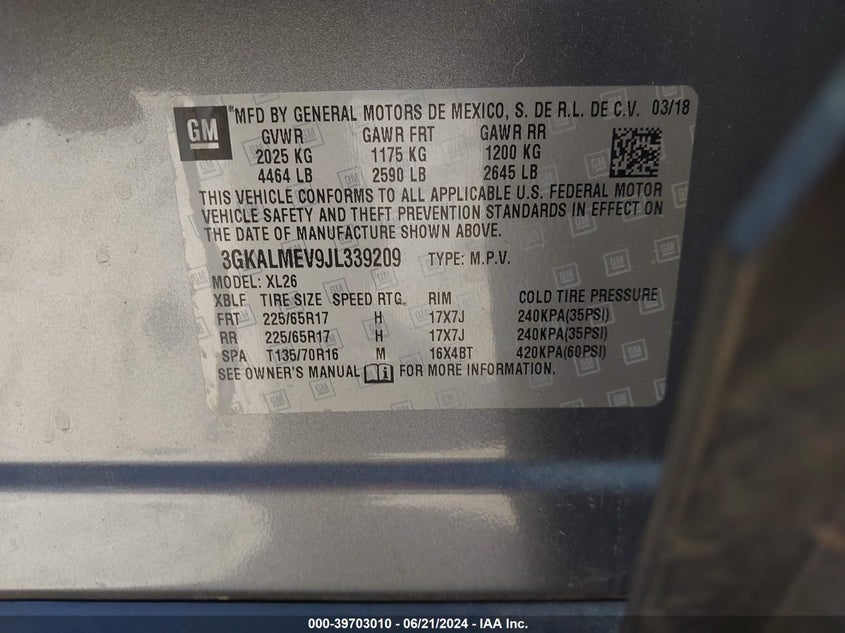 GM *MFD BY GENERAL MOTORS DE MEXICO, S. DE R.L. DE C.V. 03/18
GVWR GAWR FRT GAWR RR
2025 KG 1175 KG 1200 KG
4464 LB 2590 LB 2645 LB
THIS VEHICLE CONFORMS TO ALL APPLICABLE U.S. FEDERAL MOTOR
VEHICLE SAFETY AND THEFT PREVENTION STANDARDS IN EFFECT ON
THE DATE OF MANUFACTURE SHOWN ABOVE.
3GKALMEV9JL339209 TYPE: M.P.V.
MODEL: XL26
XBLF TIRE SIZE SPEED RTG. RIM COLD TIRE PRESSURE
FRT 225/65R17 H 17X7J 240KPA(35PSI)
RR 225/65R17 H 17X7J 240KPA(35PSI)
SPA T135/70R16 M 16X4BT 420KPA(60PSI)
SEE OWNER'S MANUAL FOR MORE INFORMATION.
000-39703010 - 06/21/2024 - IAA Inc.